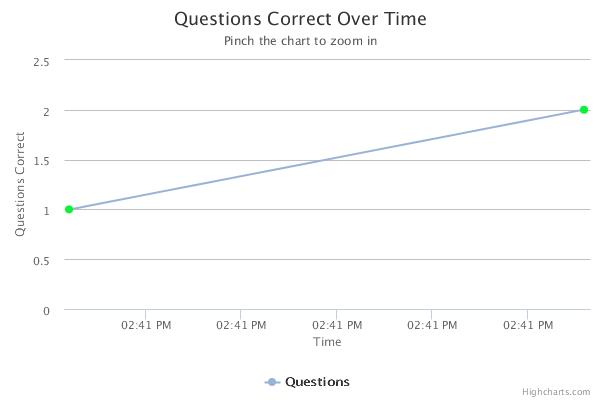 Questions Correct Over Time
Pinch the chart to zoom in
Questions Correct
2.5
2
1.5
1
0.5
0
02:41 PM 02:41 PM 02:41 PM 02:41 PM 02:41 PM
Time
Questions
Highcharts.com